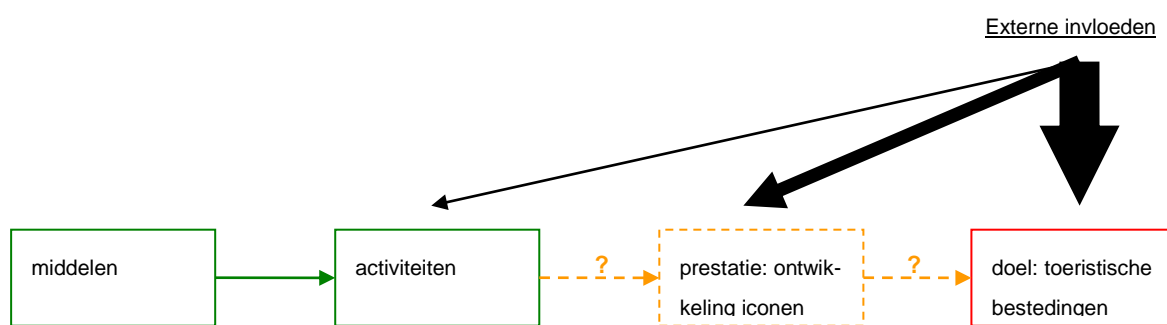 Externe invloeden
middelen
activiteiten
?
prestatie: ontwik-
keling iconen
?
doel: toeristische
bestedingen